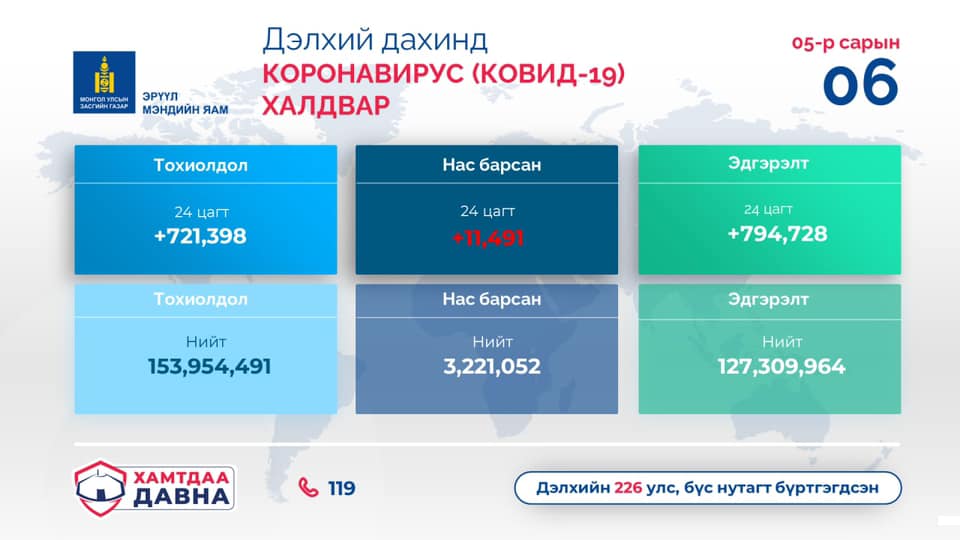 МОНГОЛ УЛСЫН
ЗАСГИЙН ГАЗАР
ЭРҮҮЛ
МЭНДИЙН ЯАМ
Дэлхий дахинд
КОРОНАВИРУС (КОВИД-19)
ХАЛДВАР
05-р сарын
06
Тохиолдол
24 цагт
+721,398
Нас барсан
24 цагт
+11,491
Эдгэрэлт
24 цагт
+794,728
Тохиолдол
Нийт
153,954,491
Нас барсан
Нийт
3,221,052
Эдгэрэлт
Нийт
127,309,964
ХАМТДАА
ДАВНА
119
Дэлхийн 226 улс, бүс нутагт бүртгэгдсэн